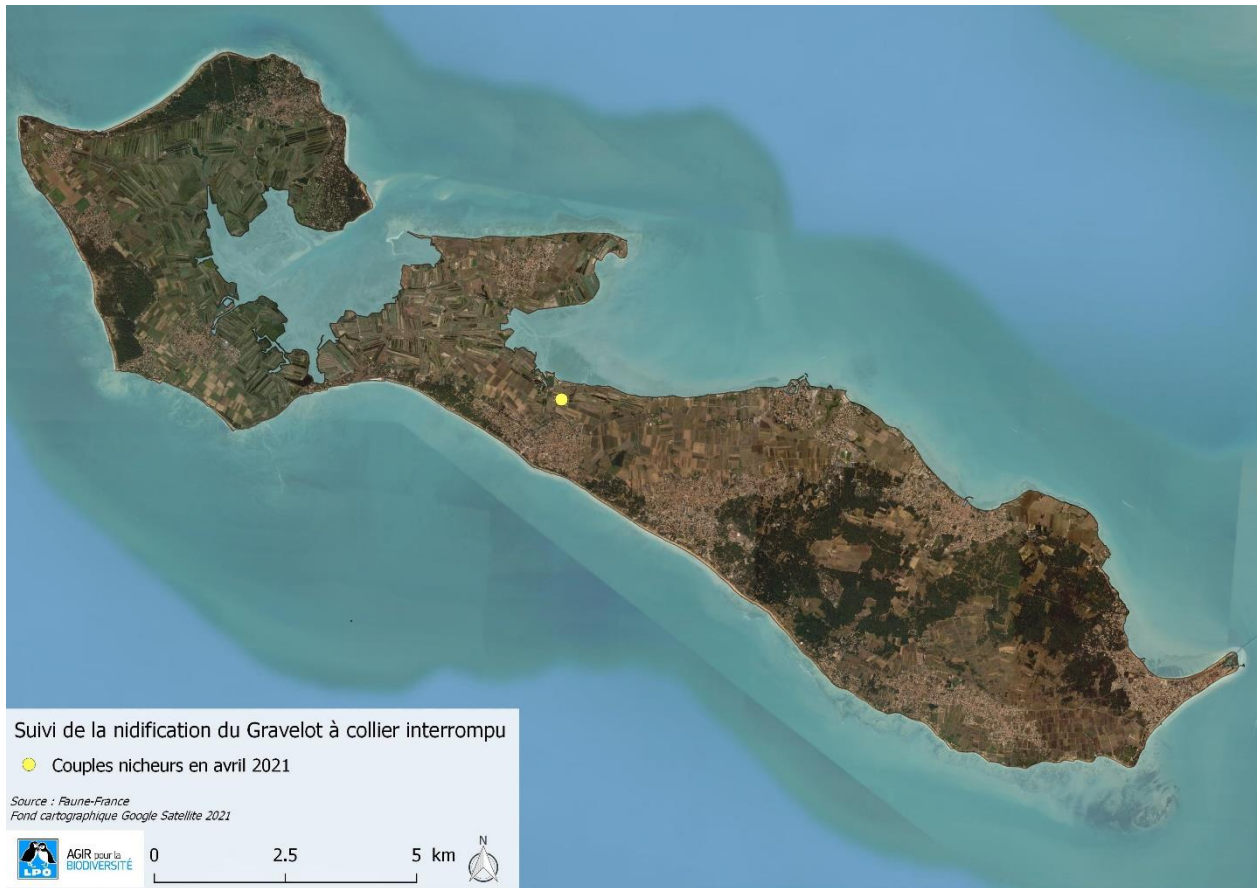 Suivi de la nidification du Gravelot à collier interrompu
Couples nicheurs en avril 2021
Source : Faune-France
Fond cartographique Google Satellite 2021
LPO
AGIR pour la
BIODIVERSITÉ
0 2.5 5 km
N